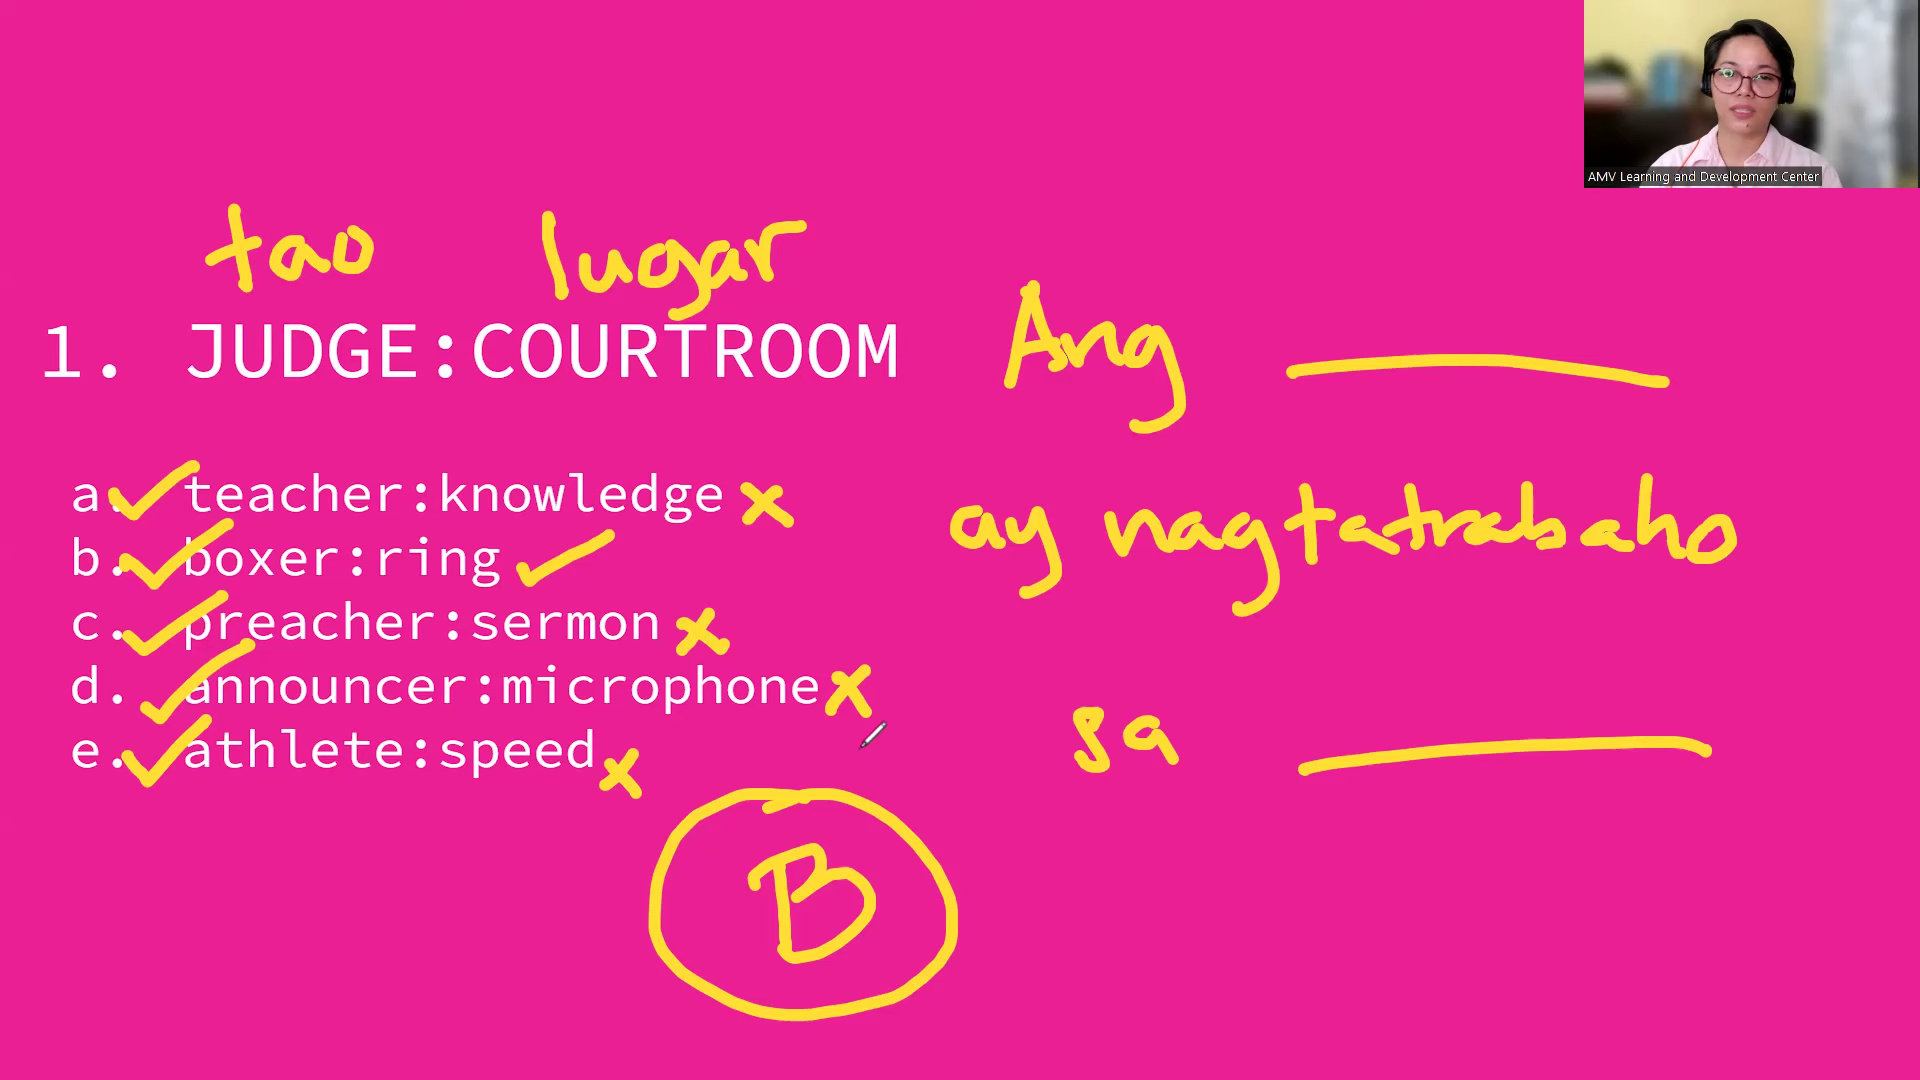 AMV Learning and Development Center
tao lugar
1. JUDGE:COURTROOM
a. teacher:knowledge
b. boxer:ring
c. preacher:sermon
d. announcer:microphone
e. athlete:speed
B
Ang
ay nagtatrabaho
sa